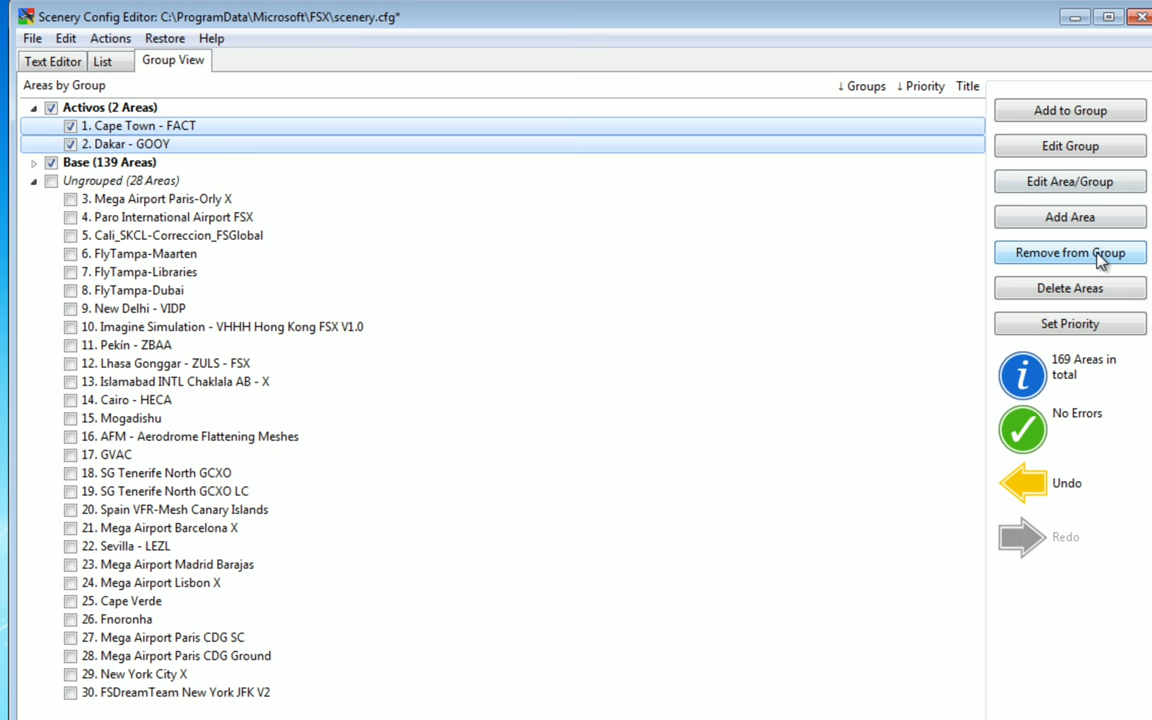 Scenery Config Editor: C:\ProgramData\Microsoft\FSX\scenery.cfg*
File Edit Actions Restore Help
Text Editor List Group View
Areas by Group ↓ Groups ↓ Priority Title
Activos (2 Areas)
1. Cape Town - FACT
2. Dakar - GOOY
Base (139 Areas)
Ungrouped (28 Areas)
3. Mega Airport Paris-Orly X
4. Paro International Airport FSX
5. Cali_SKCL-Correccion_FSGlobal
6. FlyTampa-Maarten
7. FlyTampa-Libraries
8. FlyTampa-Dubai
9. New Delhi - VIDP
10. Imagine Simulation - VHHH Hong Kong FSX V1.0
11. Pekín - ZBAA
12. Lhasa Gonggar - ZULS - FSX
13. Islamabad INTL Chaklala AB - X
14. Cairo - HECA
15. Mogadishu
16. AFM - Aerodrome Flattening Meshes
17. GVAC
18. SG Tenerife North GCXO
19. SG Tenerife North GCXO LC
20. Spain VFR-Mesh Canary Islands
21. Mega Airport Barcelona X
22. Sevilla - LEZL
23. Mega Airport Madrid Barajas
24. Mega Airport Lisbon X
25. Cape Verde
26. Fnoronha
27. Mega Airport Paris CDG SC
28. Mega Airport Paris CDG Ground
29. New York City X
30. FSDreamTeam New York JFK V2
Add to Group
Edit Group
Edit Area/Group
Add Area
Remove from Group
Delete Areas
Set Priority
169 Areas in
total
No Errors
Undo
Redo